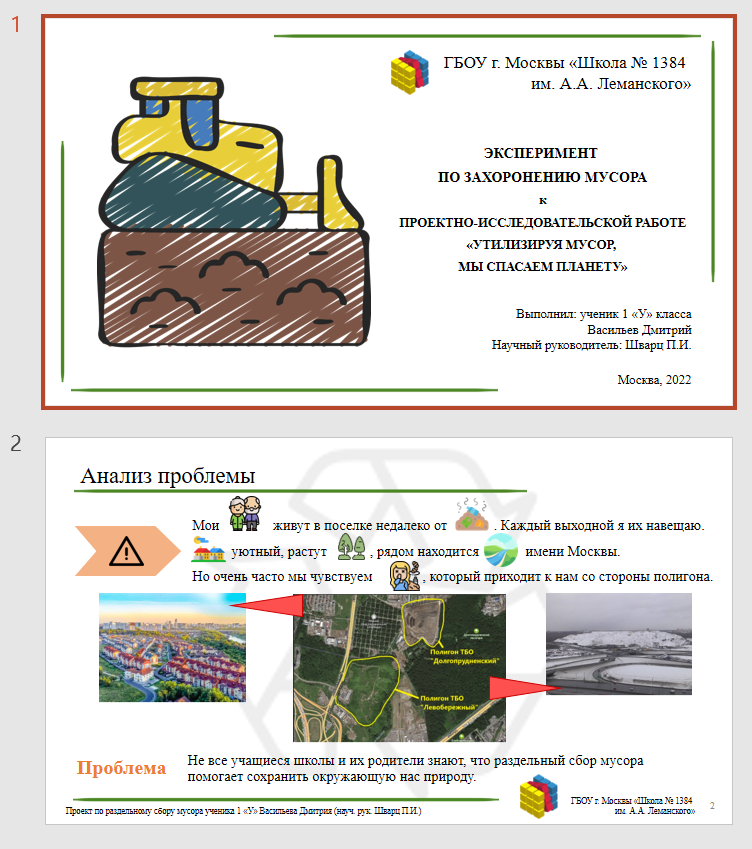 1
ГБОУ г. Москвы «Школа № 1384
им. А.А. Леманского»
ЭКСПЕРИМЕНТ
ПО ЗАХОРОНЕНИЮ МУСОРА
к
ПРОЕКТНО-ИССЛЕДОВАТЕЛЬСКОЙ РАБОТЕ
«УТИЛИЗИРУЯ МУСОР,
МЫ СПАСАЕМ ПЛАНЕТУ»
Выполнил: ученик 1 «У» класса
Васильев Дмитрий
Научный руководитель: Шварц П.И.
Москва, 2022
2
Анализ проблемы
Мои живут в поселке недалеко от . Каждый выходной я их навещаю.
уютный, растут , рядом находится имени Москвы.
Но очень часто мы чувствуем , который приходит к нам со стороны полигона.
Полигон ТБО
"Долгопрудненский"
Полигон ТБО
"Левобережный"
Проблема
Не все учащиеся школы и их родители знают, что раздельный сбор мусора
помогает сохранить окружающую нас природу.
Проект по раздельному сбору мусора ученика 1 «У» Васильева Дмитрия (науч. рук. Шварц П.И.)
ГБОУ г. Москвы «Школа № 1384
им. А.А. Леманского»
2